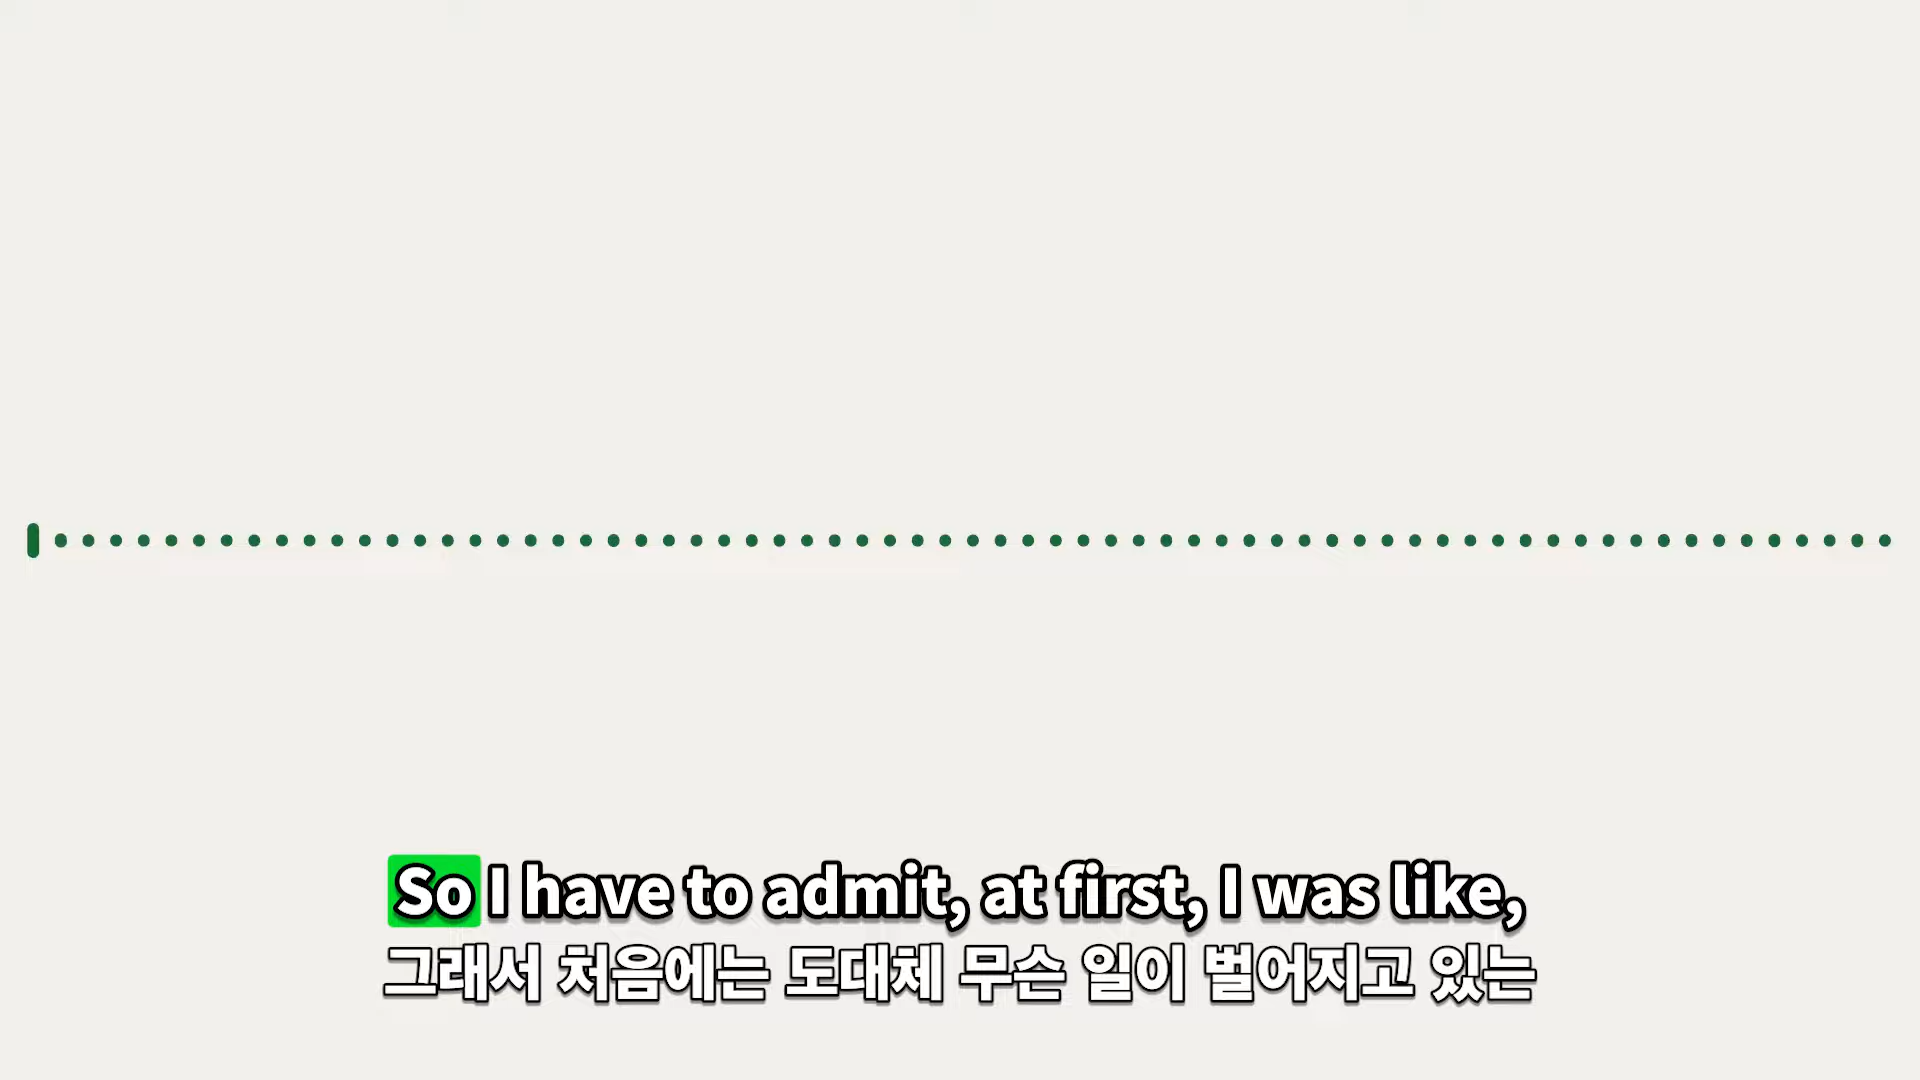 So I have to admit, at first, I was like,
그래서 처음에는 도대체 무슨 일이 벌어지고 있는